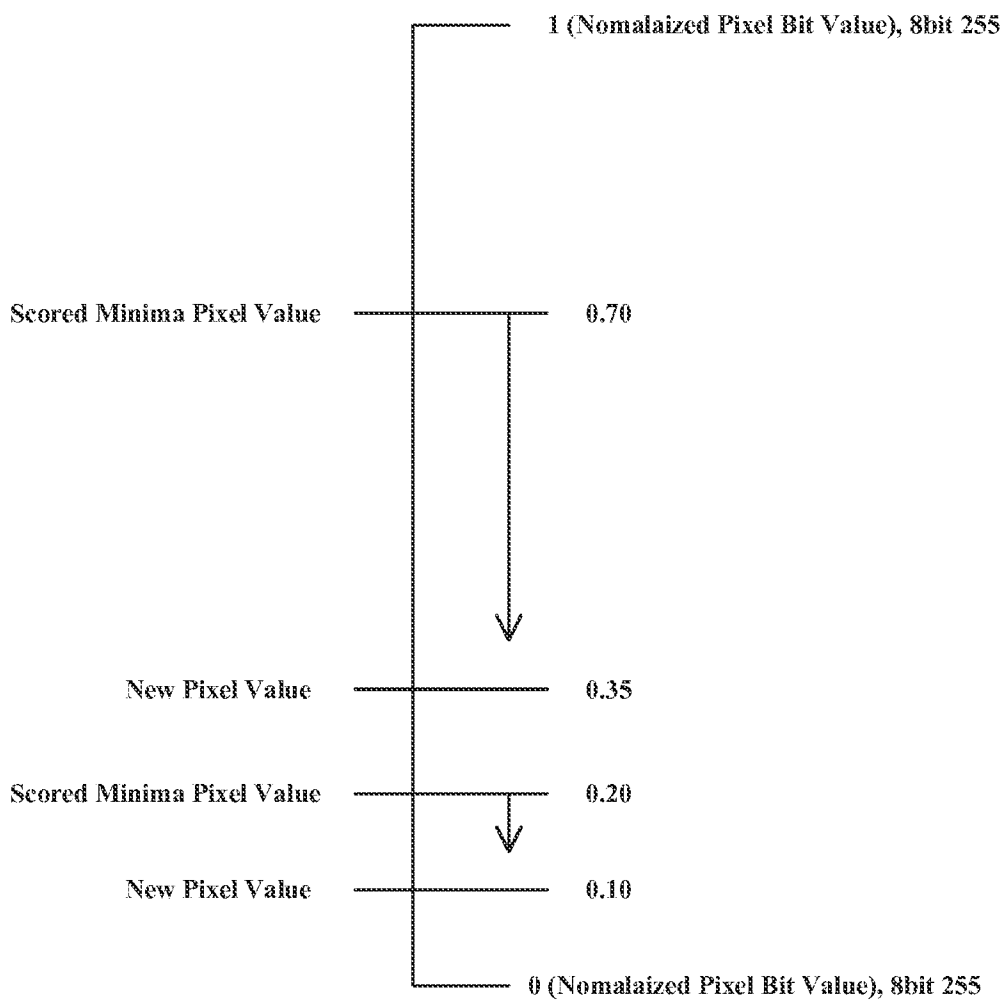 1 (Nomalaized Pixel Bit Value), 8bit 255
Scored Minima Pixel Value 0.70
New Pixel Value 0.35
Scored Minima Pixel Value 0.20
New Pixel Value 0.10
0 (Nomalaized Pixel Bit Value), 8bit 255